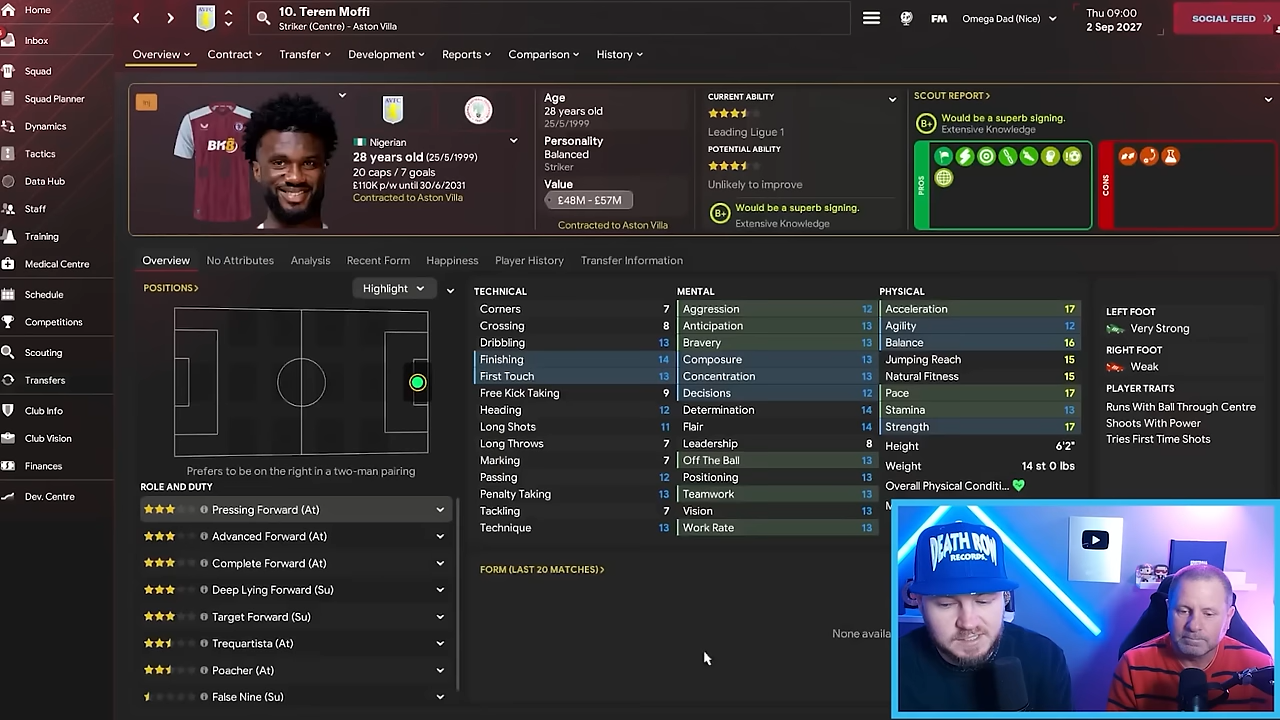 Home
Inbox
Squad
Squad Planner
Dynamics
Tactics
Data Hub
Staff
Training
Medical Centre
Schedule
Competitions
Scouting
Transfers
Club Info
Club Vision
Finances
Dev. Centre
10. Terem Moffi
Striker (Centre) - Aston Villa
FM
Omega Dad (Nice)
Thu 09:00
2 Sep 2027
SOCIAL FEED
Overview
Contract
Transfer
Development
Reports
Comparison
History
BK8
AVFC
Nigerian
28 years old (25/5/1999)
20 caps / 7 goals
£110K p/w until 30/6/2031
Contracted to Aston Villa
Age
28 years old
25/5/1999
Personality
Balanced
Striker
Value
£48M - £57M
Contracted to Aston Villa
CURRENT ABILITY
Leading Ligue 1
POTENTIAL ABILITY
Unlikely to improve
B+
Would be a superb signing.
Extensive Knowledge
SCOUT REPORT >
B+
Would be a superb signing.
Extensive Knowledge
PROS
CONS
Overview
No Attributes
Analysis
Recent Form
Happiness
Player History
Transfer Information
POSITIONS >
Highlight
Prefers to be on the right in a two-man pairing
ROLE AND DUTY
Pressing Forward (At)
Advanced Forward (At)
Complete Forward (At)
Deep Lying Forward (Su)
Target Forward (Su)
Trequartista (At)
Poacher (At)
False Nine (Su)
TECHNICAL
Corners 7
Crossing 8
Dribbling 13
Finishing 14
First Touch 13
Free Kick Taking 9
Heading 12
Long Shots 11
Long Throws 7
Marking 7
Passing 12
Penalty Taking 13
Tackling 7
Technique 13
MENTAL
Aggression 12
Anticipation 13
Bravery 13
Composure 13
Concentration 13
Decisions 12
Determination 14
Flair 14
Leadership 8
Off The Ball 13
Positioning 13
Teamwork 13
Vision 13
Work Rate 13
PHYSICAL
Acceleration 17
Agility 12
Balance 16
Jumping Reach 15
Natural Fitness 15
Pace 17
Stamina 13
Strength 17
Height 6'2"
Weight 14 st 0 lbs
Overall Physical Conditi...
LEFT FOOT
Very Strong
RIGHT FOOT
Weak
PLAYER TRAITS
Runs With Ball Through Centre
Shoots With Power
Tries First Time Shots
FORM (LAST 20 MATCHES) >
None availa
DEATH ROW
RECORDS